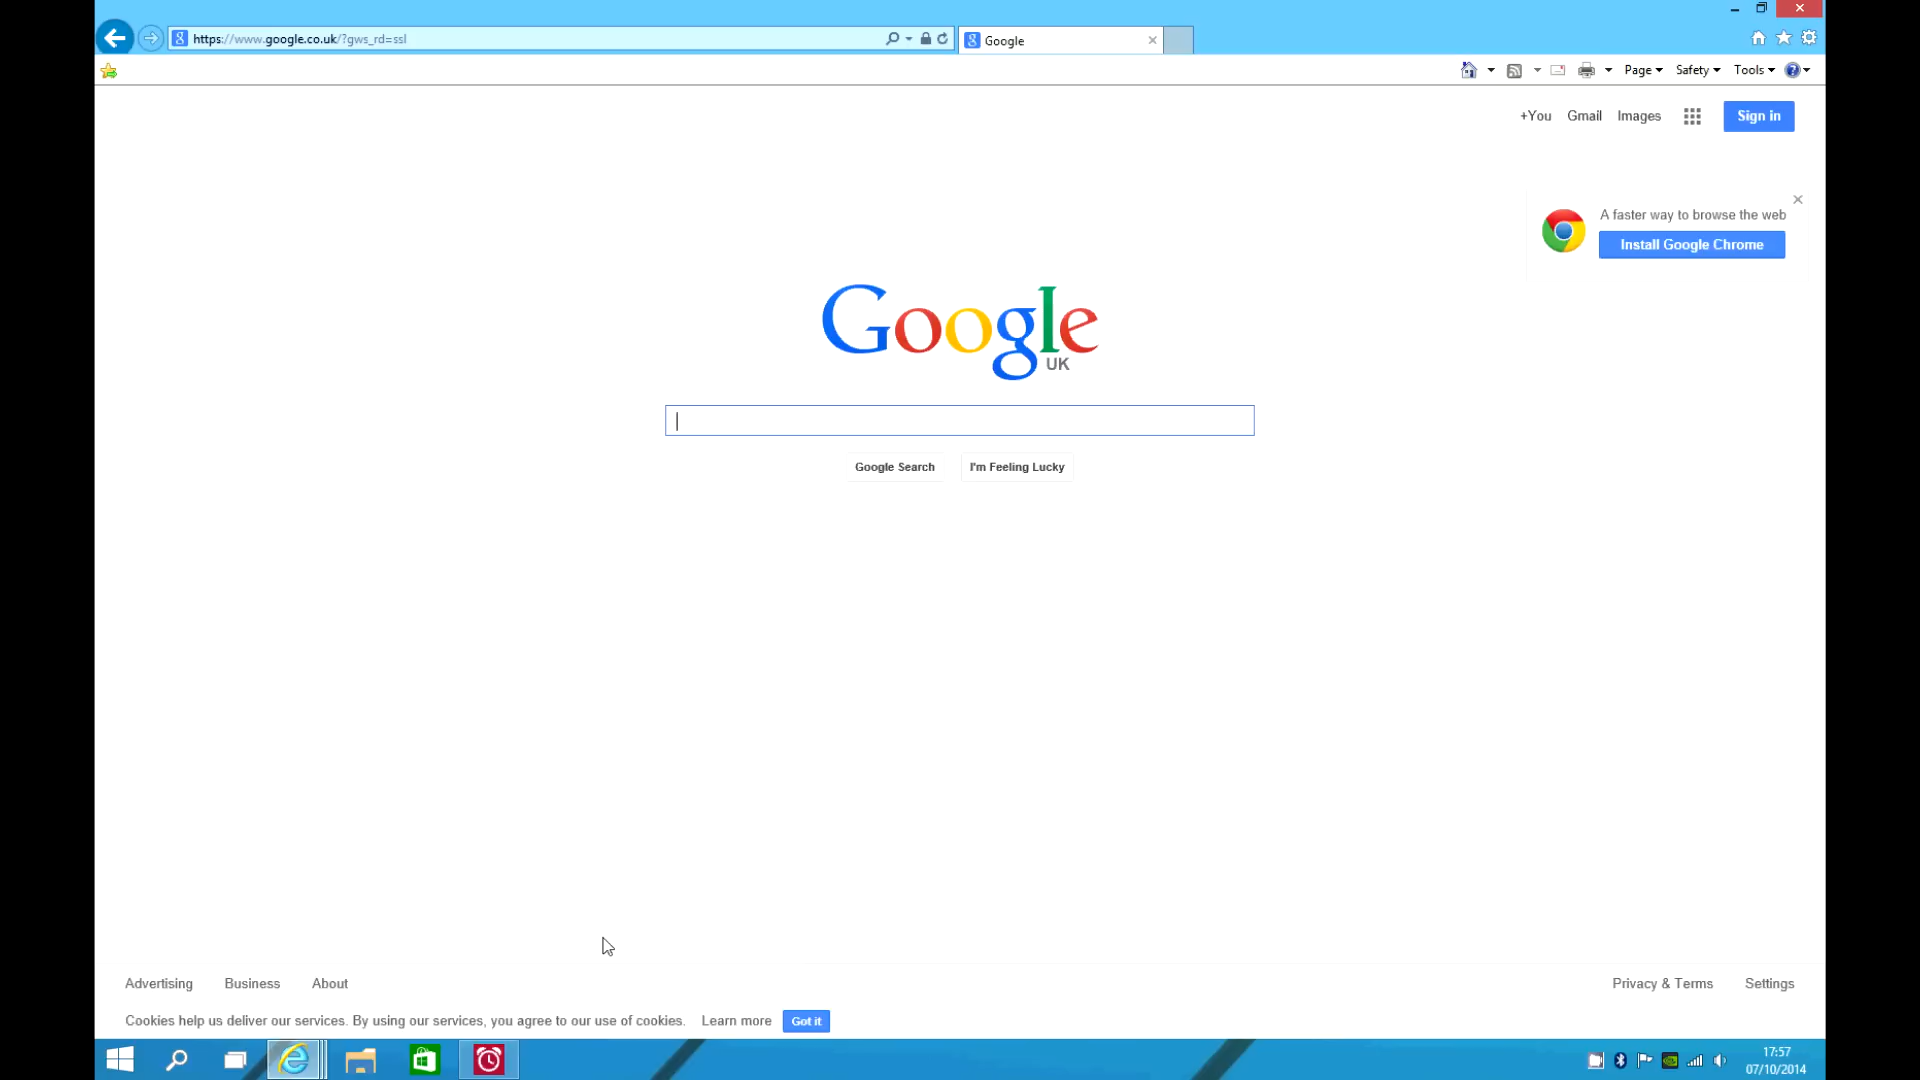 https://www.google.co.uk/?gws_rd=ssl
Google
Page
Safety
Tools
+You
Gmail
Images
Sign in
A faster way to browse the web
Install Google Chrome
Google
UK
Google Search
I'm Feeling Lucky
Advertising
Business
About
Privacy & Terms
Settings
Cookies help us deliver our services. By using our services, you agree to our use of cookies.
Learn more
Got it
17:57
07/10/2014